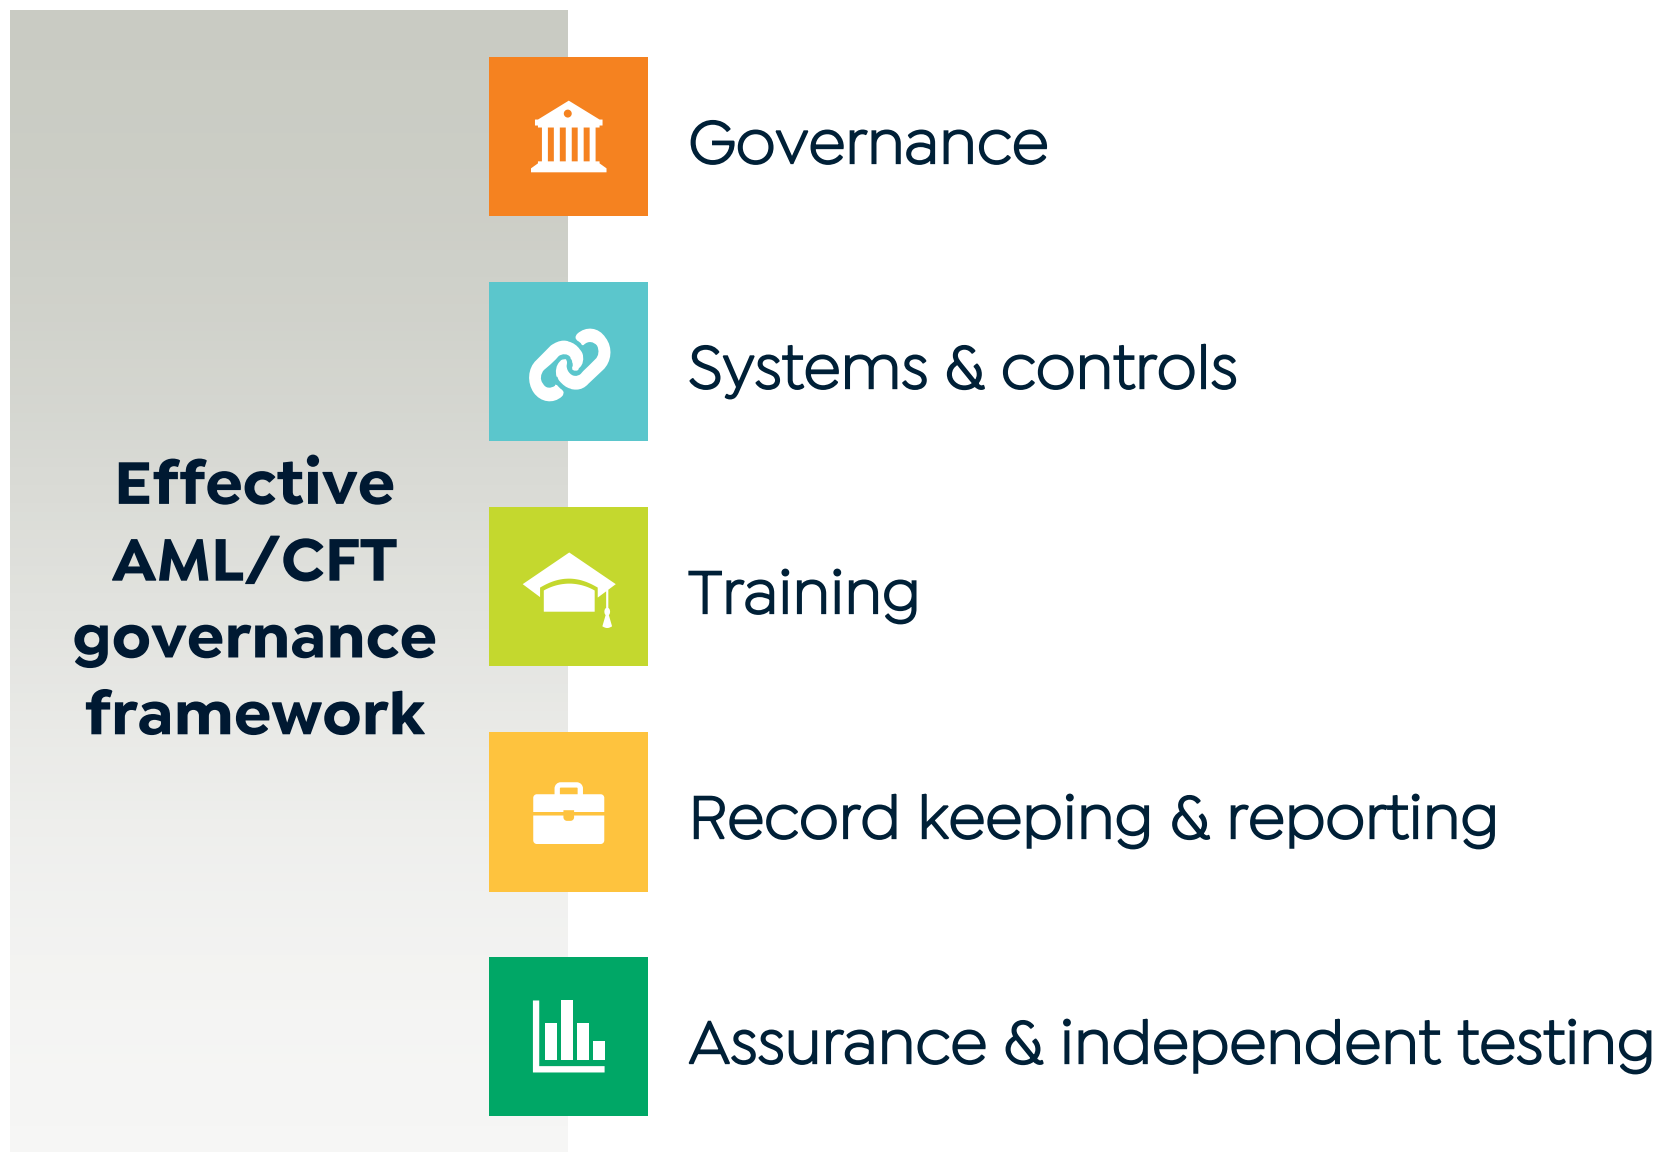 Effective
AML/CFT
governance
framework
Governance
Systems & controls
Training
Record keeping & reporting
Assurance & independent testing